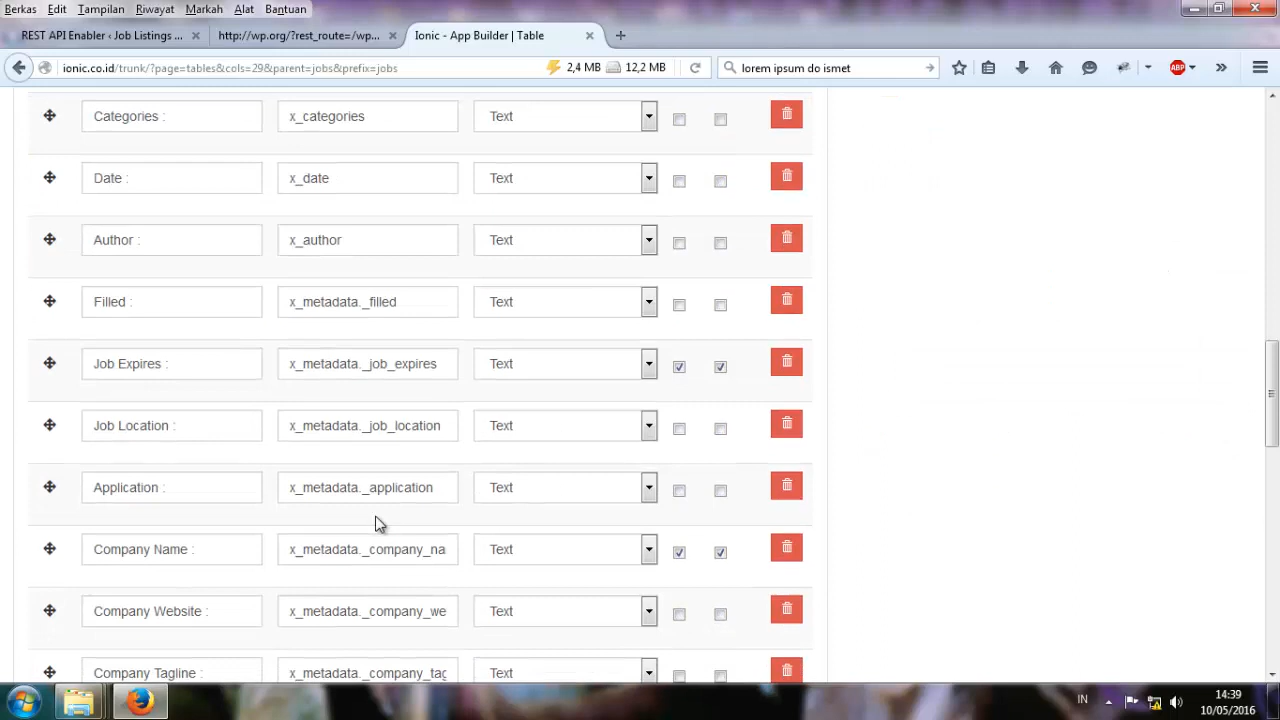 Berkas Edit Tampilan Riwayat Markah Alat Bantuan
REST API Enabler ‹ Job Listings ... × http://wp.org/?rest_route=/wp... × Ionic - App Builder | Table ×
ionic.co.id/trunk/?page=tables&cols=29&parent=jobs&prefix=jobs 2,4 MB 12,2 MB lorem ipsum do ismet ABP
Categories : x_categories Text
Date : x_date Text
Author : x_author Text
Filled : x_metadata._filled Text
Job Expires : x_metadata._job_expires Text
Job Location : x_metadata._job_location Text
Application : x_metadata._application Text
Company Name : x_metadata._company_na Text
Company Website : x_metadata._company_we Text
Company Tagline : x_metadata._company_tag Text
IN 14:39
10/05/2016